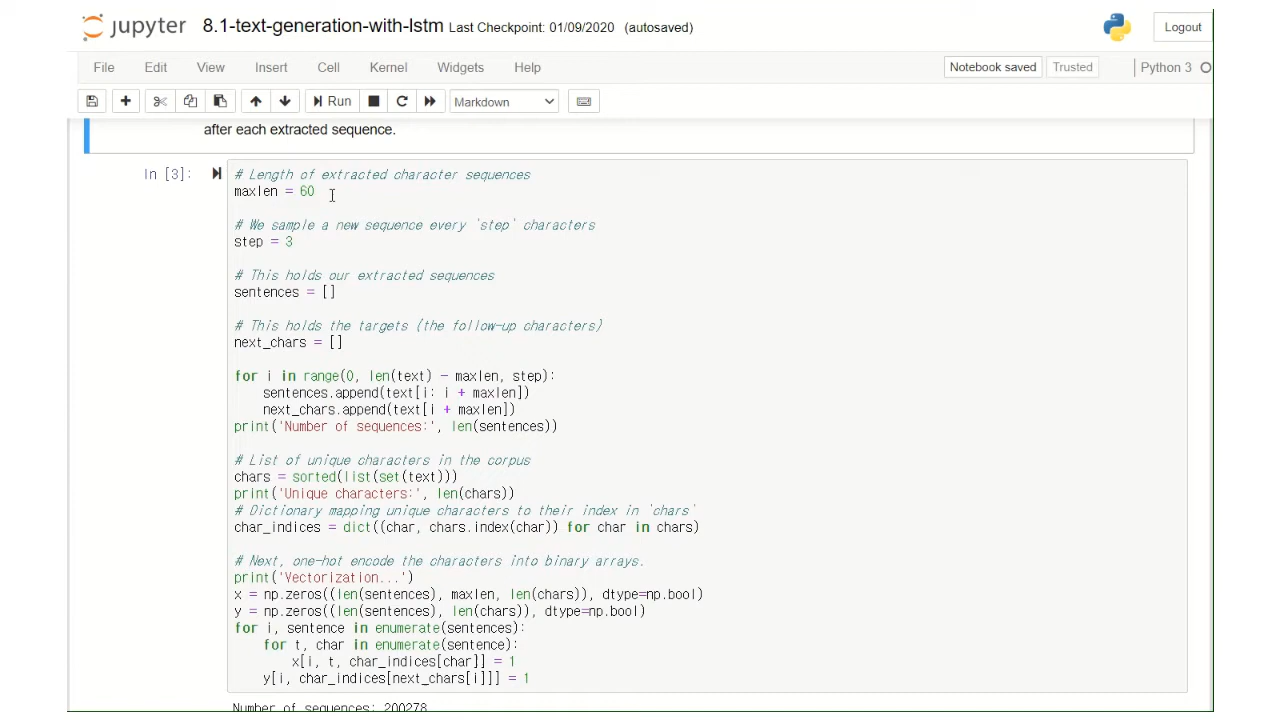 jupyter 8.1-text-generation-with-lstm Last Checkpoint: 01/09/2020 (autosaved) Logout
File Edit View Insert Cell Kernel Widgets Help Notebook saved Trusted Python 3
Run Markdown
after each extracted sequence.
In [3]:
# Length of extracted character sequences
maxlen = 60
# We sample a new sequence every `step` characters
step = 3
# This holds our extracted sequences
sentences = []
# This holds the targets (the follow-up characters)
next_chars = []
for i in range(0, len(text) - maxlen, step):
    sentences.append(text[i: i + maxlen])
    next_chars.append(text[i + maxlen])
print('Number of sequences:', len(sentences))
# List of unique characters in the corpus
chars = sorted(list(set(text)))
print('Unique characters:', len(chars))
# Dictionary mapping unique characters to their index in `chars`
char_indices = dict((char, chars.index(char)) for char in chars)
# Next, one-hot encode the characters into binary arrays.
print('Vectorization...')
x = np.zeros((len(sentences), maxlen, len(chars)), dtype=np.bool)
y = np.zeros((len(sentences), len(chars)), dtype=np.bool)
for i, sentence in enumerate(sentences):
    for t, char in enumerate(sentence):
        x[i, t, char_indices[char]] = 1
    y[i, char_indices[next_chars[i]]] = 1
Number of sequences: 200278